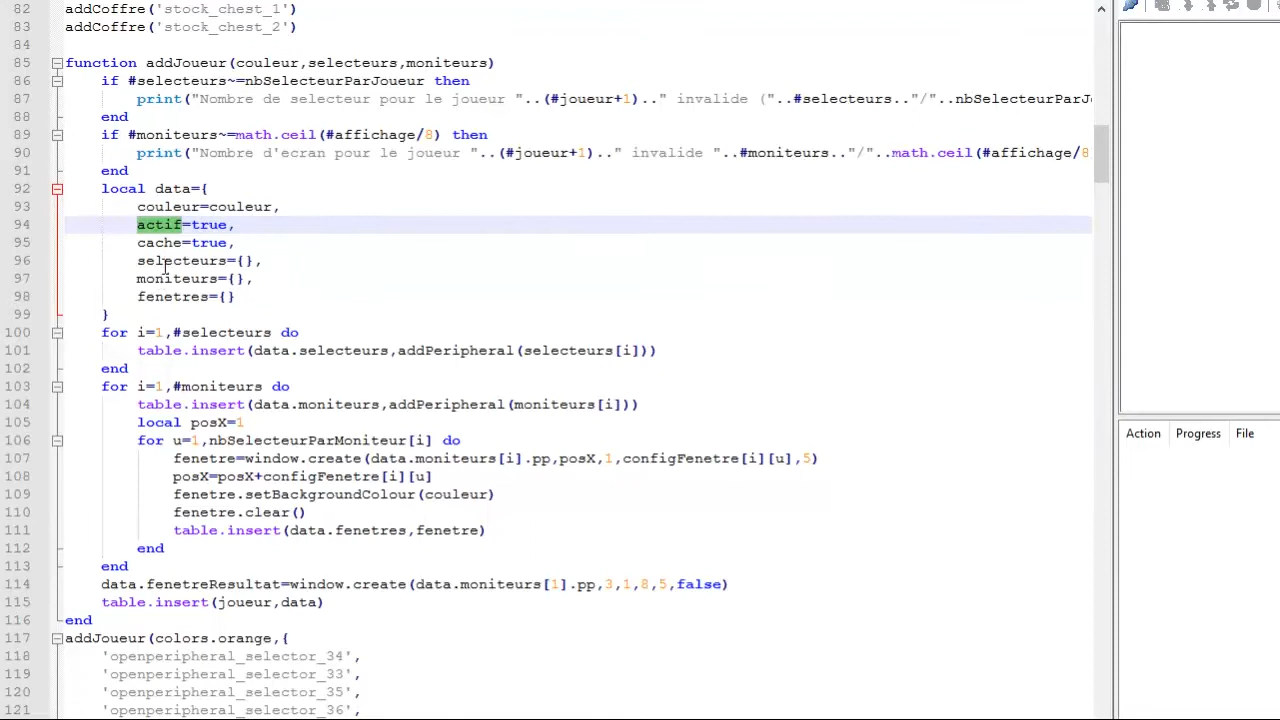 82 addCoffre('stock_chest_1')
83 addCoffre('stock_chest_2')
84
85 function addJoueur(couleur,selecteurs,moniteurs)
86 if #selecteurs~=nbSelecteurParJoueur then
87 print("Nombre de selecteur pour le joueur "..(#joueur+1).." invalide ("..#selecteurs.."/"..nbSelecteurParJ
88 end
89 if #moniteurs~=math.ceil(#affichage/8) then
90 print("Nombre d'ecran pour le joueur "..(#joueur+1).." invalide "..#moniteurs.."/"..math.ceil(#affichage/8
91 end
92 local data={
93 couleur=couleur,
94 actif=true,
95 cache=true,
96 selecteurs={},
97 moniteurs={},
98 fenetres={}
99 }
100 for i=1,#selecteurs do
101 table.insert(data.selecteurs,addPeripheral(selecteurs[i]))
102 end
103 for i=1,#moniteurs do
104 table.insert(data.moniteurs,addPeripheral(moniteurs[i]))
105 local posX=1
106 for u=1,nbSelecteurParMoniteur[i] do
107 fenetre=window.create(data.moniteurs[i].pp,posX,1,configFenetre[i][u],5)
108 posX=posX+configFenetre[i][u]
109 fenetre.setBackgroundColour(couleur)
110 fenetre.clear()
111 table.insert(data.fenetres,fenetre)
112 end
113 end
114 data.fenetreResultat=window.create(data.moniteurs[1].pp,3,1,8,5,false)
115 table.insert(joueur,data)
116 end
117 addJoueur(colors.orange,{
118 'openperipheral_selector_34',
119 'openperipheral_selector_33',
120 'openperipheral_selector_35',
121 'openperipheral_selector_36',
Action Progress File